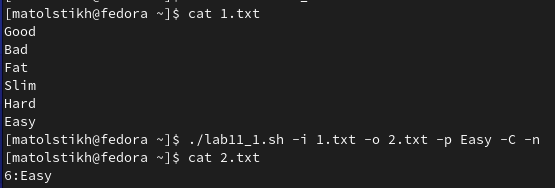 [matolstikh@fedora ~]$ cat 1.txt
Good
Bad
Fat
Slim
Hard
Easy
[matolstikh@fedora ~]$ ./lab11_1.sh -i 1.txt -o 2.txt -p Easy -C -n
[matolstikh@fedora ~]$ cat 2.txt
6:Easy